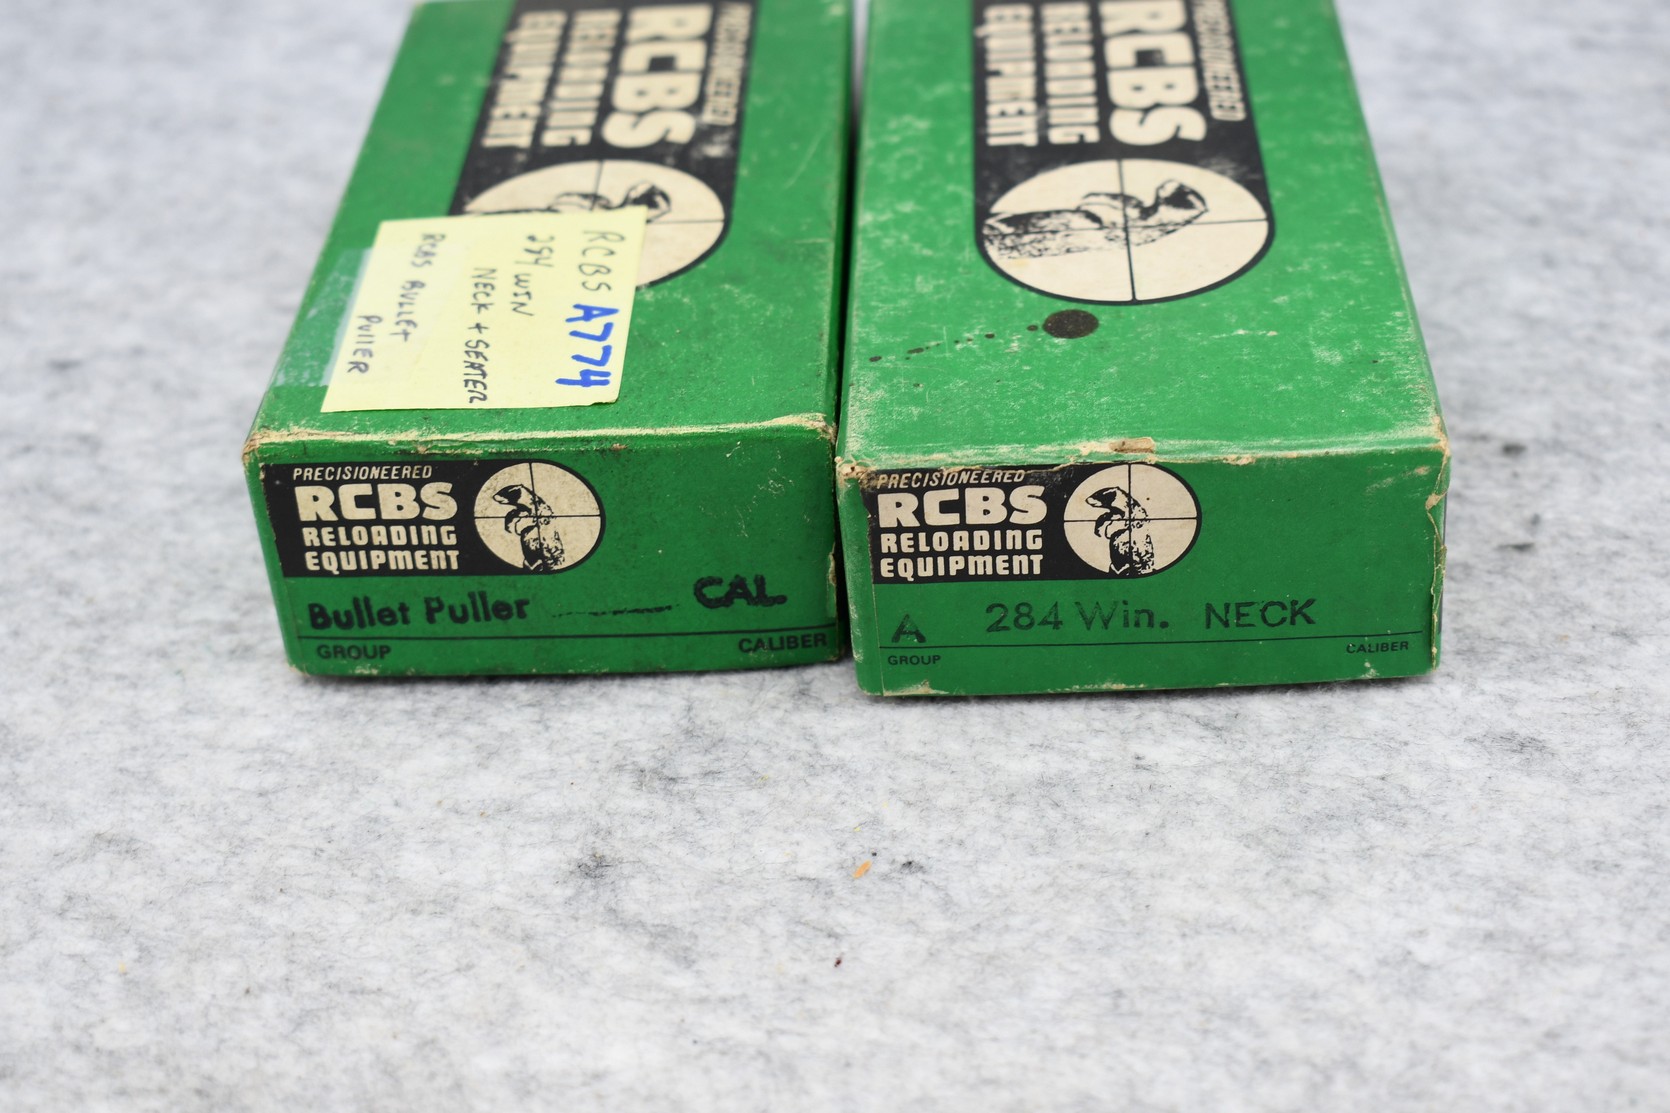 PRECISIONEERED
RCBS
RELOADING
EQUIPMENT
RCBS A774
284 WIN
NECK + SEATER
RCBS BULLET
PULLER
PRECISIONEERED
RCBS
RELOADING
EQUIPMENT
Bullet Puller CAL.
GROUP CALIBER
PRECISIONEERED
RCBS
RELOADING
EQUIPMENT
PRECISIONEERED
RCBS
RELOADING
EQUIPMENT
A 284 Win. NECK
GROUP CALIBER